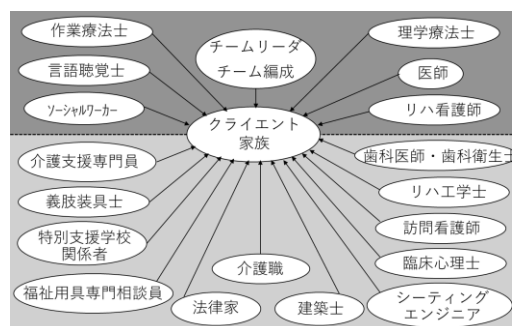 作業療法士
チームリーダ
チーム編成
理学療法士
言語聴覚士
医師
ソーシャルワーカー
リハ看護師
クライエント
家族
介護支援専門員
歯科医師・歯科衛生士
義肢装具士
リハ工学士
特別支援学校
関係者
訪問看護師
介護職
臨床心理士
福祉用具専門相談員
法律家
建築士
シーティング
エンジニア